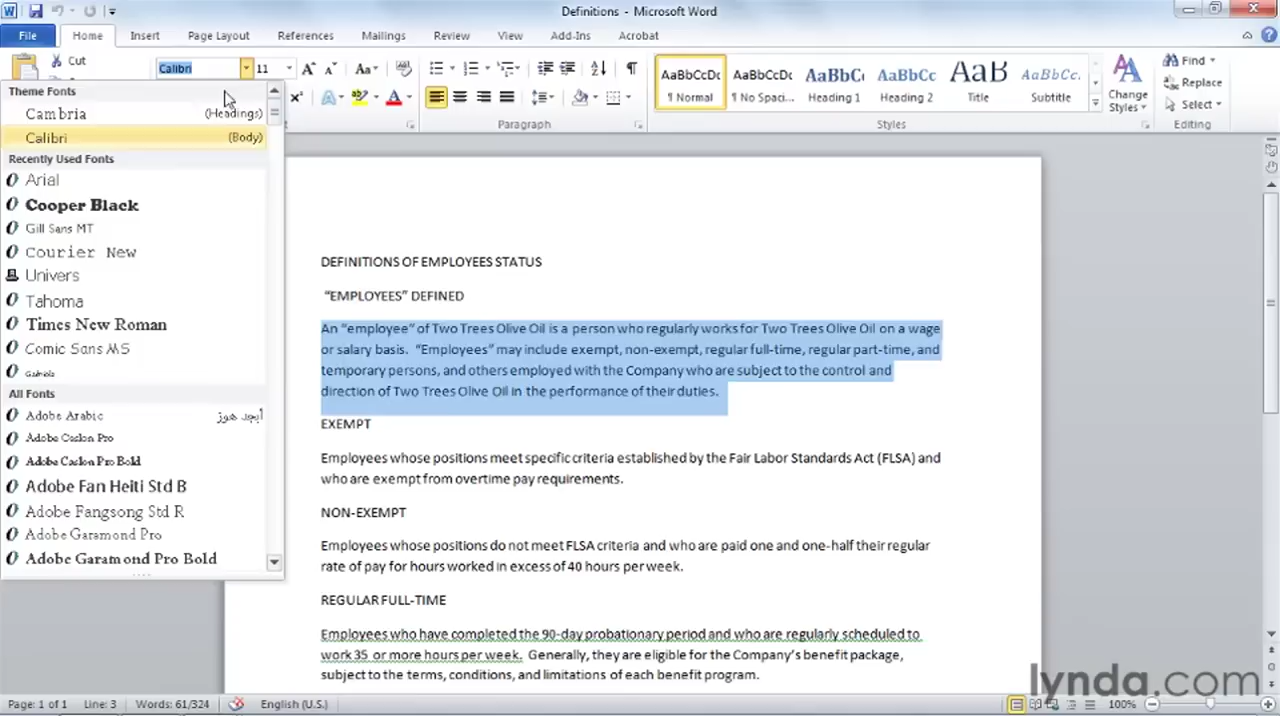 Definitions - Microsoft Word
File Home Insert Page Layout References Mailings Review View Add-Ins Acrobat
Cut
Calibri 11 Aa
Theme Fonts
Cambria (Headings)
Calibri (Body)
Recently Used Fonts
Arial
Cooper Black
Gill Sans MT
Courier New
Univers
Tahoma
Times New Roman
Comic Sans MS
Gabriola
All Fonts
Adobe Arabic أبجد هوز
Adobe Caslon Pro
Adobe Caslon Pro Bold
Adobe Fan Heiti Std B
Adobe Fangsong Std R
Adobe Garamond Pro
Adobe Garamond Pro Bold
Paragraph
AaBbCcDc AaBbCcDc AaBbCc AaBbCc AaB AaBbCc.
¶ Normal ¶ No Spaci... Heading 1 Heading 2 Title Subtitle
Change
Styles
Styles
Find
Replace
Select
Editing
DEFINITIONS OF EMPLOYEES STATUS
“EMPLOYEES” DEFINED
An “employee” of Two Trees Olive Oil is a person who regularly works for Two Trees Olive Oil on a wage
or salary basis. “Employees” may include exempt, non-exempt, regular full-time, regular part-time, and
temporary persons, and others employed with the Company who are subject to the control and
direction of Two Trees Olive Oil in the performance of their duties.
EXEMPT
Employees whose positions meet specific criteria established by the Fair Labor Standards Act (FLSA) and
who are exempt from overtime pay requirements.
NON-EXEMPT
Employees whose positions do not meet FLSA criteria and who are paid one and one-half their regular
rate of pay for hours worked in excess of 40 hours per week.
REGULAR FULL-TIME
Employees who have completed the 90-day probationary period and who are regularly scheduled to
work 35 or more hours per week. Generally, they are eligible for the Company’s benefit package,
subject to the terms, conditions, and limitations of each benefit program.
lynda.com
Page: 1 of 1 Line: 3 Words: 61/324 English (U.S.) 100%